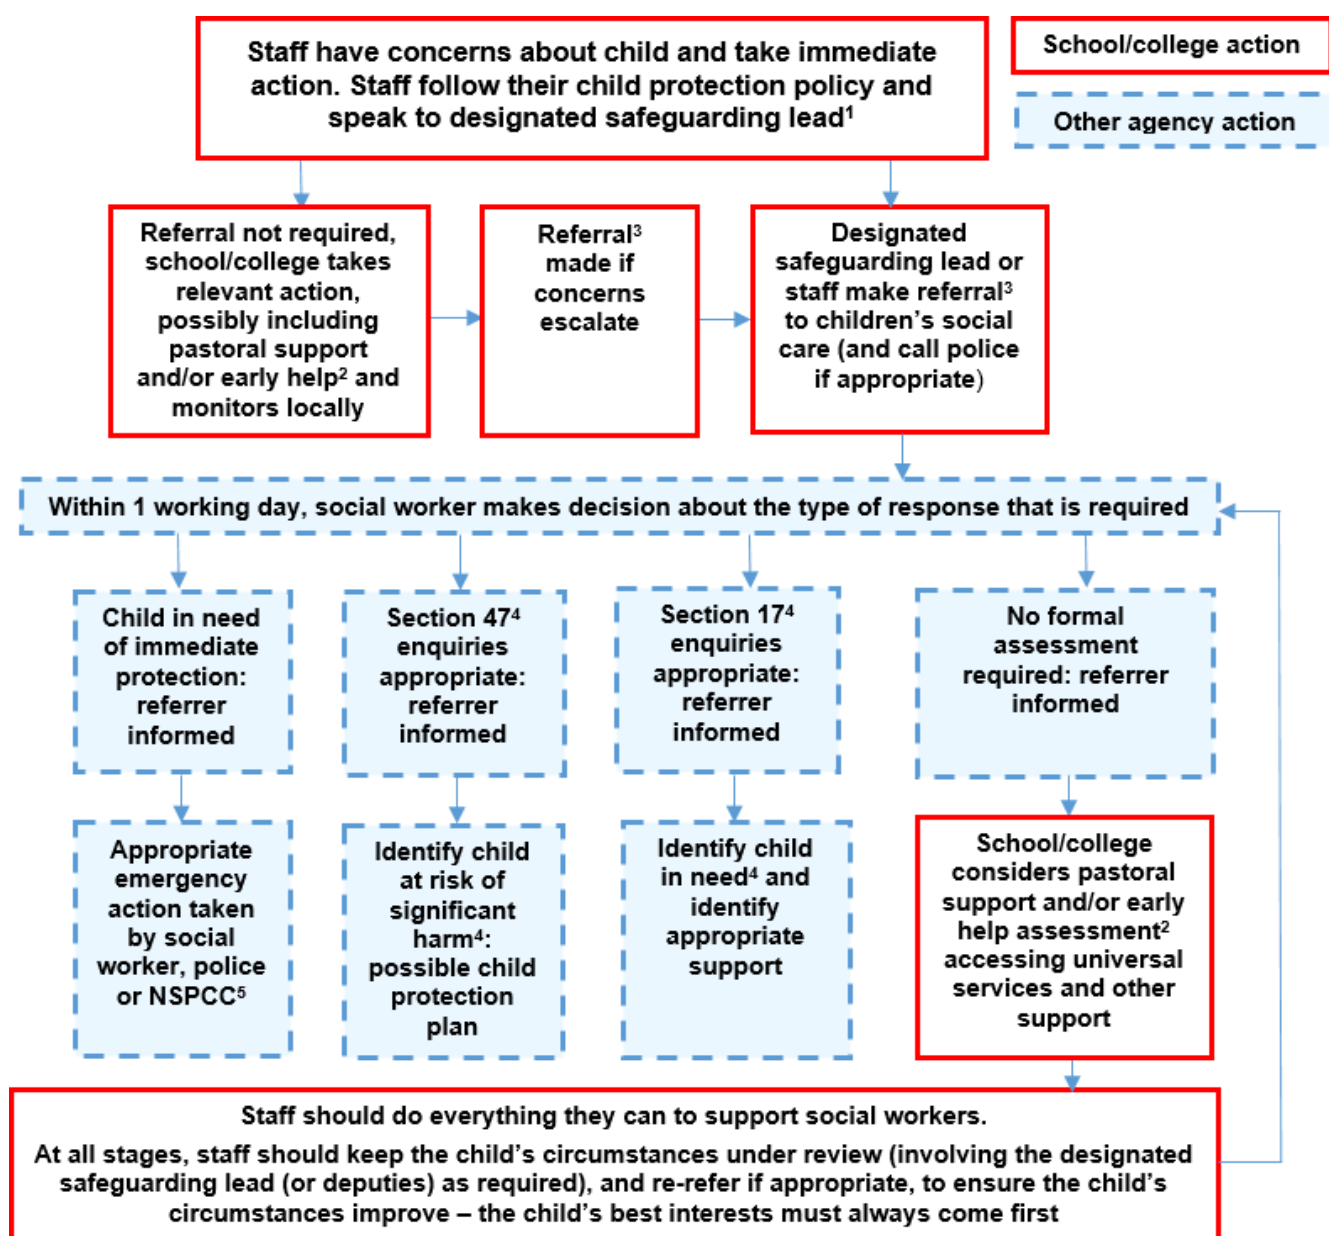 Staff have concerns about child and take immediate
action. Staff follow their child protection policy and
speak to designated safeguarding lead¹
School/college action
Other agency action
Referral not required,
school/college takes
relevant action,
possibly including
pastoral support
and/or early help² and
monitors locally
Referral³
made if
concerns
escalate
Designated
safeguarding lead or
staff make referral³
to children’s social
care (and call police
if appropriate)
Within 1 working day, social worker makes decision about the type of response that is required
Child in need
of immediate
protection:
referrer
informed
Section 47⁴
enquiries
appropriate:
referrer
informed
Section 17⁴
enquiries
appropriate:
referrer
informed
No formal
assessment
required: referrer
informed
Appropriate
emergency
action taken
by social
worker, police
or NSPCC⁵
Identify child
at risk of
significant
harm⁴:
possible child
protection
plan
Identify child
in need⁴ and
identify
appropriate
support
School/college
considers pastoral
support and/or early
help assessment²
accessing universal
services and other
support
Staff should do everything they can to support social workers.
At all stages, staff should keep the child’s circumstances under review (involving the designated
safeguarding lead (or deputies) as required), and re-refer if appropriate, to ensure the child’s
circumstances improve – the child’s best interests must always come first